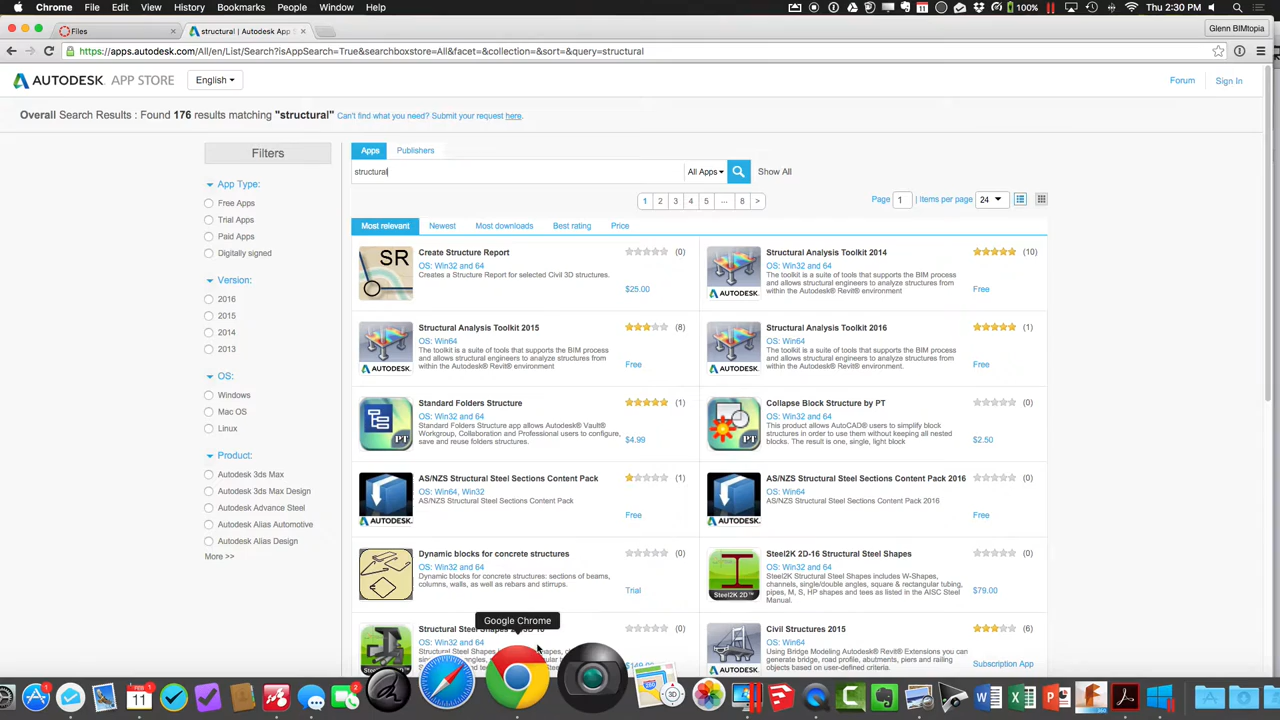 Chrome File Edit View History Bookmarks People Window Help 100% Thu 2:30 PM
Files structural | Autodesk App S Glenn BIMtopia
https://apps.autodesk.com/All/en/List/Search?isAppSearch=True&searchboxstore=All&facet=&collection=&sort=&query=structural
AUTODESK APP STORE English Forum Sign In
Overall Search Results : Found 176 results matching "structural" Can't find what you need? Submit your request here.
Filters
App Type:
Free Apps
Trial Apps
Paid Apps
Digitally signed
Version:
2016
2015
2014
2013
OS:
Windows
Mac OS
Linux
Product:
Autodesk 3ds Max
Autodesk 3ds Max Design
Autodesk Advance Steel
Autodesk Alias Automotive
Autodesk Alias Design
More >>
Apps Publishers
structural All Apps Show All
1 2 3 4 5 ... 8 > Page 1 | Items per page 24
Most relevant Newest Most downloads Best rating Price
SR
Create Structure Report (0)
OS: Win32 and 64
Creates a Structure Report for selected Civil 3D structures.
$25.00
AUTODESK.
Structural Analysis Toolkit 2014 (10)
OS: Win32 and 64
The toolkit is a suite of tools that supports the BIM process
and allows structural engineers to analyze structures from
within the Autodesk® Revit® environment
Free
AUTODESK.
Structural Analysis Toolkit 2015 (8)
OS: Win64
The toolkit is a suite of tools that supports the BIM process
and allows structural engineers to analyze structures from
within the Autodesk® Revit® environment
Free
AUTODESK.
Structural Analysis Toolkit 2016 (1)
OS: Win64
The toolkit is a suite of tools that supports the BIM process
and allows structural engineers to analyze structures from
within the Autodesk® Revit® environment
Free
PT
Standard Folders Structure (1)
OS: Win32 and 64
Standard Folders Structure app allows Autodesk® Vault®
Workgroup, Collaboration and Professional users to configure,
save and reuse folders structures.
$4.99
PT
Collapse Block Structure by PT (0)
OS: Win32 and 64
This product allows AutoCAD® users to simplify block
structures in order to use them without keeping all nested
blocks. The result is one, single, light block
$2.50
AUTODESK.
AS/NZS Structural Steel Sections Content Pack (1)
OS: Win64, Win32
AS/NZS Structural Steel Sections Content Pack
Free
AUTODESK.
AS/NZS Structural Steel Sections Content Pack 2016 (0)
OS: Win64
AS/NZS Structural Steel Sections Content Pack 2016
Free
Dynamic blocks for concrete structures (0)
OS: Win32 and 64
Dynamic blocks for concrete structures: sections of beams,
columns, walls, as well as rebars and stirrups.
Trial
Steel2K 2D™
Steel2K 2D-16 Structural Steel Shapes (0)
OS: Win32 and 64
Steel2K Structural Steel Shapes includes W-Shapes,
channels, single/double angles, square & rectangular tubing,
pipes, M, S, HP shapes and tees as listed in the AISC Steel
Manual.
$79.00
Structural Steel (0)
OS: Win32 and 64
Structural Steel
$149.00
Civil Structures 2015 (6)
OS: Win64
Using Bridge Modeling Autodesk® Revit® Extensions you can
generate bridge, road profile, abutments, piers and railing
objects based on user-defined criteria.
Subscription App
Google Chrome
FEB
11